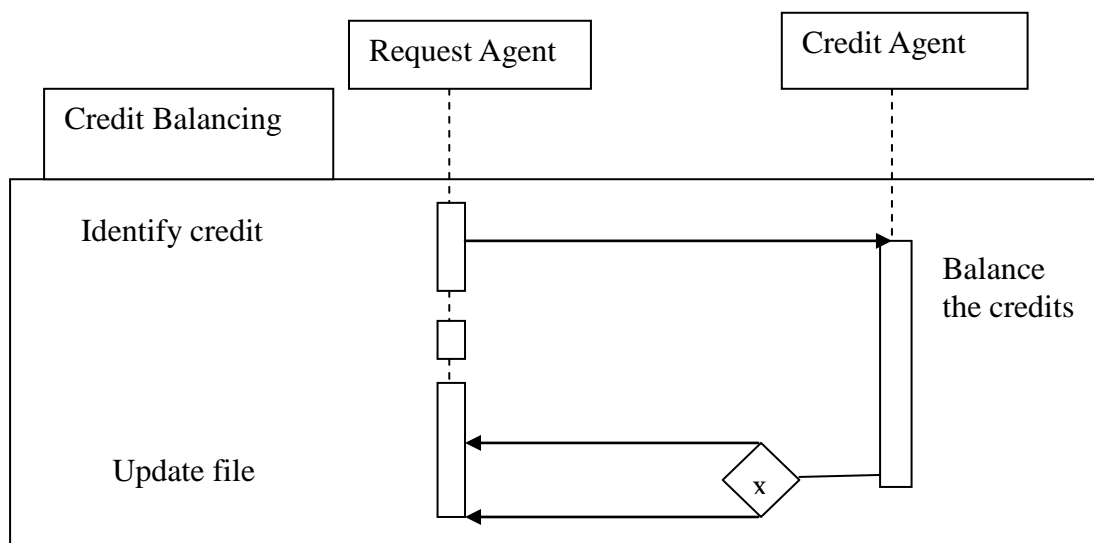 Request Agent
Credit Agent
Credit Balancing
Identify credit
Balance
the credits
Update file
x